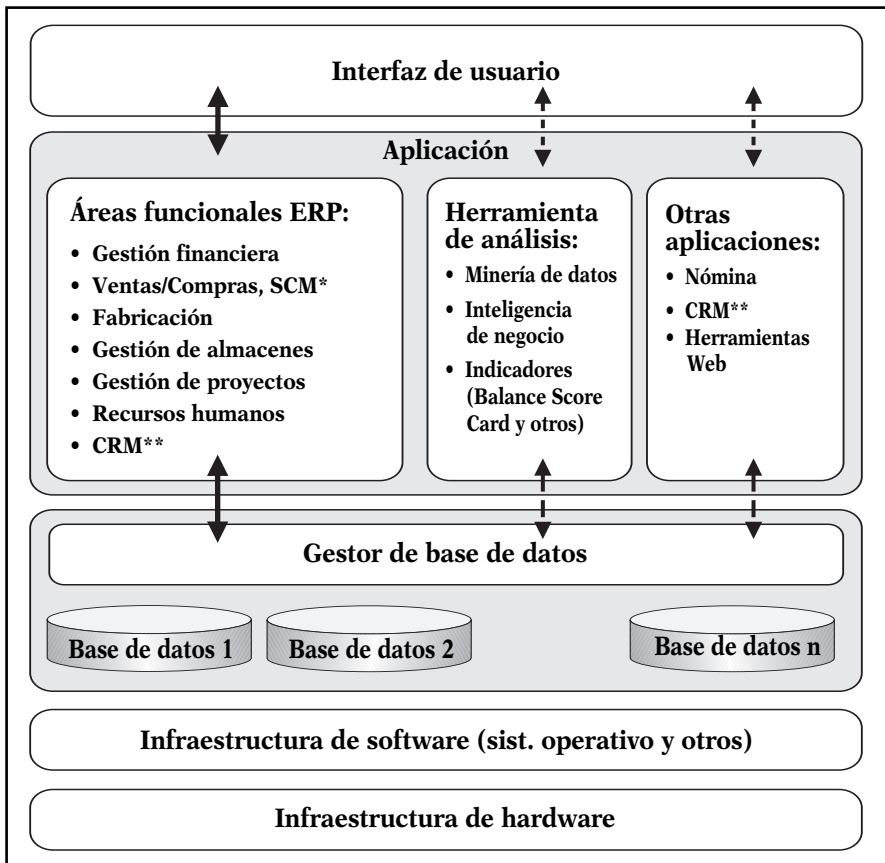 Interfaz de usuario
Aplicación
Áreas funcionales ERP:
• Gestión financiera
• Ventas/Compras, SCM*
• Fabricación
• Gestión de almacenes
• Gestión de proyectos
• Recursos humanos
• CRM**
Herramienta
de análisis:
• Minería de datos
• Inteligencia
de negocio
• Indicadores
(Balance Score
Card y otros)
Otras
aplicaciones:
• Nómina
• CRM**
• Herramientas
Web
Gestor de base de datos
Base de datos 1
Base de datos 2
Base de datos n
Infraestructura de software (sist. operativo y otros)
Infraestructura de hardware